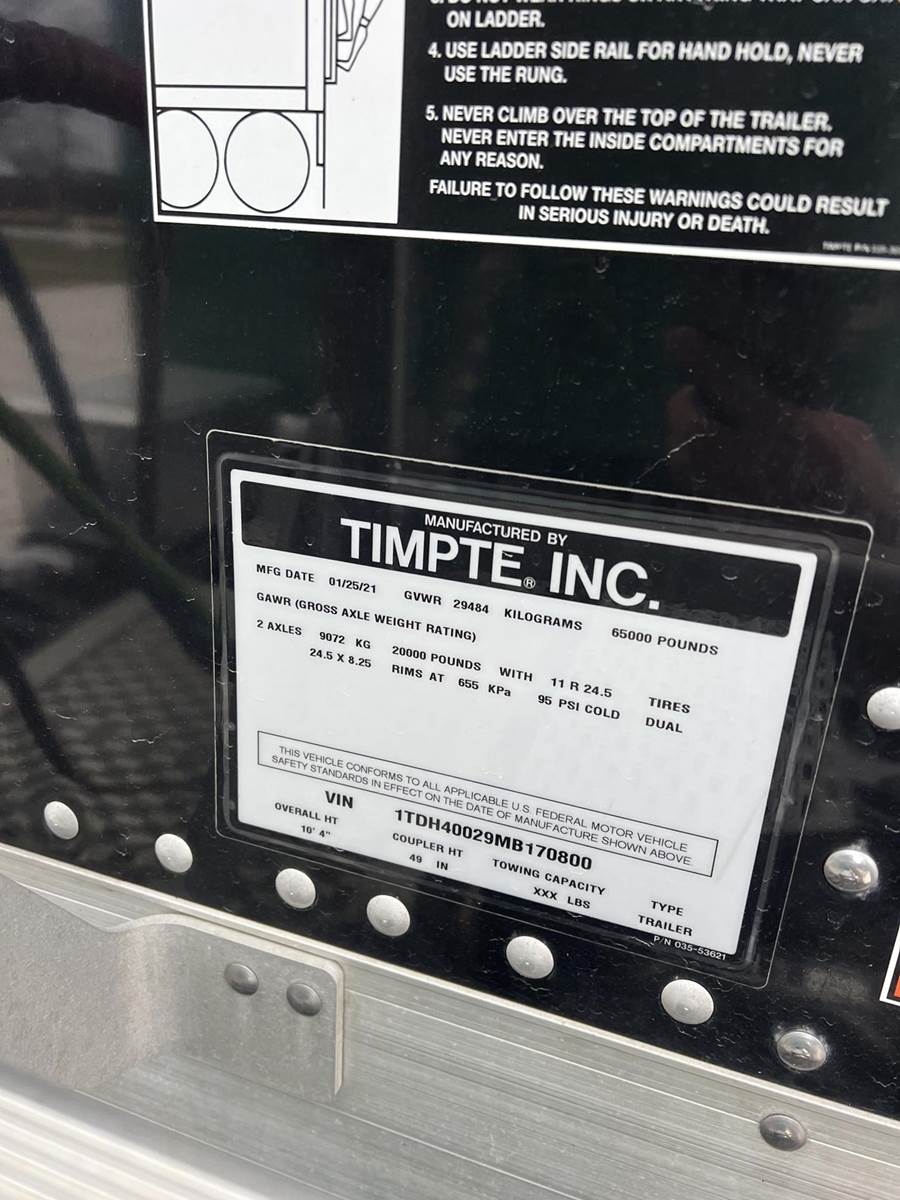 ON LADDER.
4. USE LADDER SIDE RAIL FOR HAND HOLD, NEVER
USE THE RUNG.
5. NEVER CLIMB OVER THE TOP OF THE TRAILER.
NEVER ENTER THE INSIDE COMPARTMENTS FOR
ANY REASON.
FAILURE TO FOLLOW THESE WARNINGS COULD RESULT
IN SERIOUS INJURY OR DEATH.
MANUFACTURED BY
TIMPTE® INC.
MFG DATE 01/25/21 GVWR 29484 KILOGRAMS 65000 POUNDS
GAWR (GROSS AXLE WEIGHT RATING)
2 AXLES 9072 KG 20000 POUNDS WITH 11 R 24.5 TIRES
24.5 X 8.25 RIMS AT 655 KPa 95 PSI COLD DUAL
THIS VEHICLE CONFORMS TO ALL APPLICABLE U.S. FEDERAL MOTOR VEHICLE
SAFETY STANDARDS IN EFFECT ON THE DATE OF MANUFACTURE SHOWN ABOVE.
VIN 1TDH40029MB170800
OVERALL HT COUPLER HT TOWING CAPACITY TYPE
10' 4" 49 IN XXX LBS TRAILER
P/N 035-53621